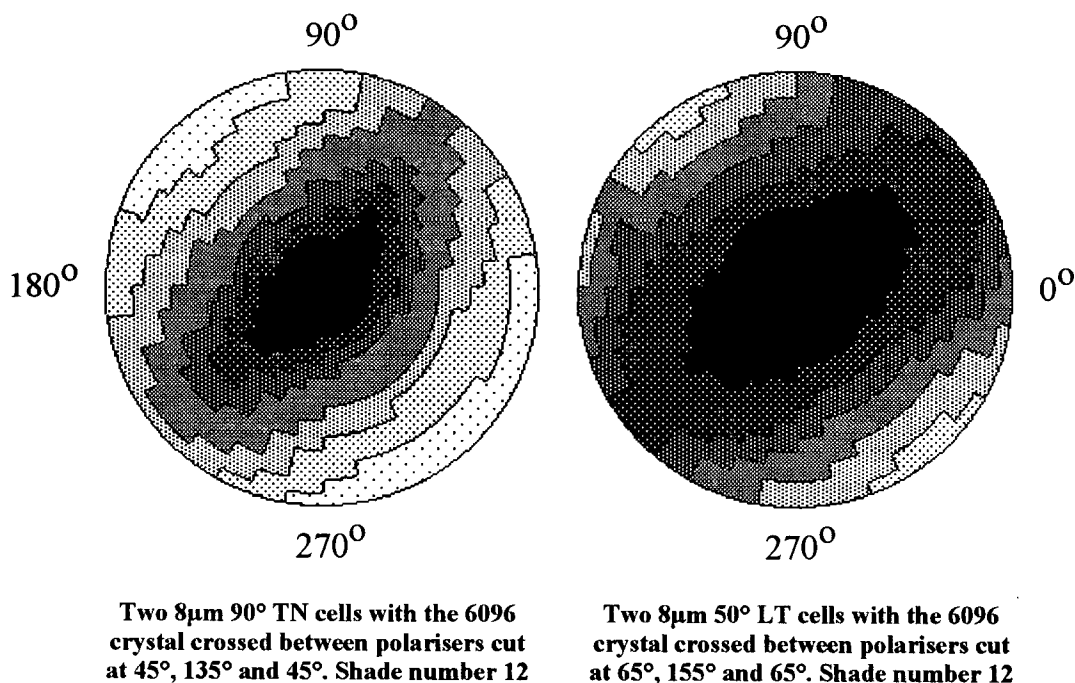 90° 90°
180° 0°
270° 270°
Two 8µm 90° TN cells with the 6096
crystal crossed between polarisers cut
at 45°, 135° and 45°. Shade number 12
Two 8µm 50° LT cells with the 6096
crystal crossed between polarisers cut
at 65°, 155° and 65°. Shade number 12